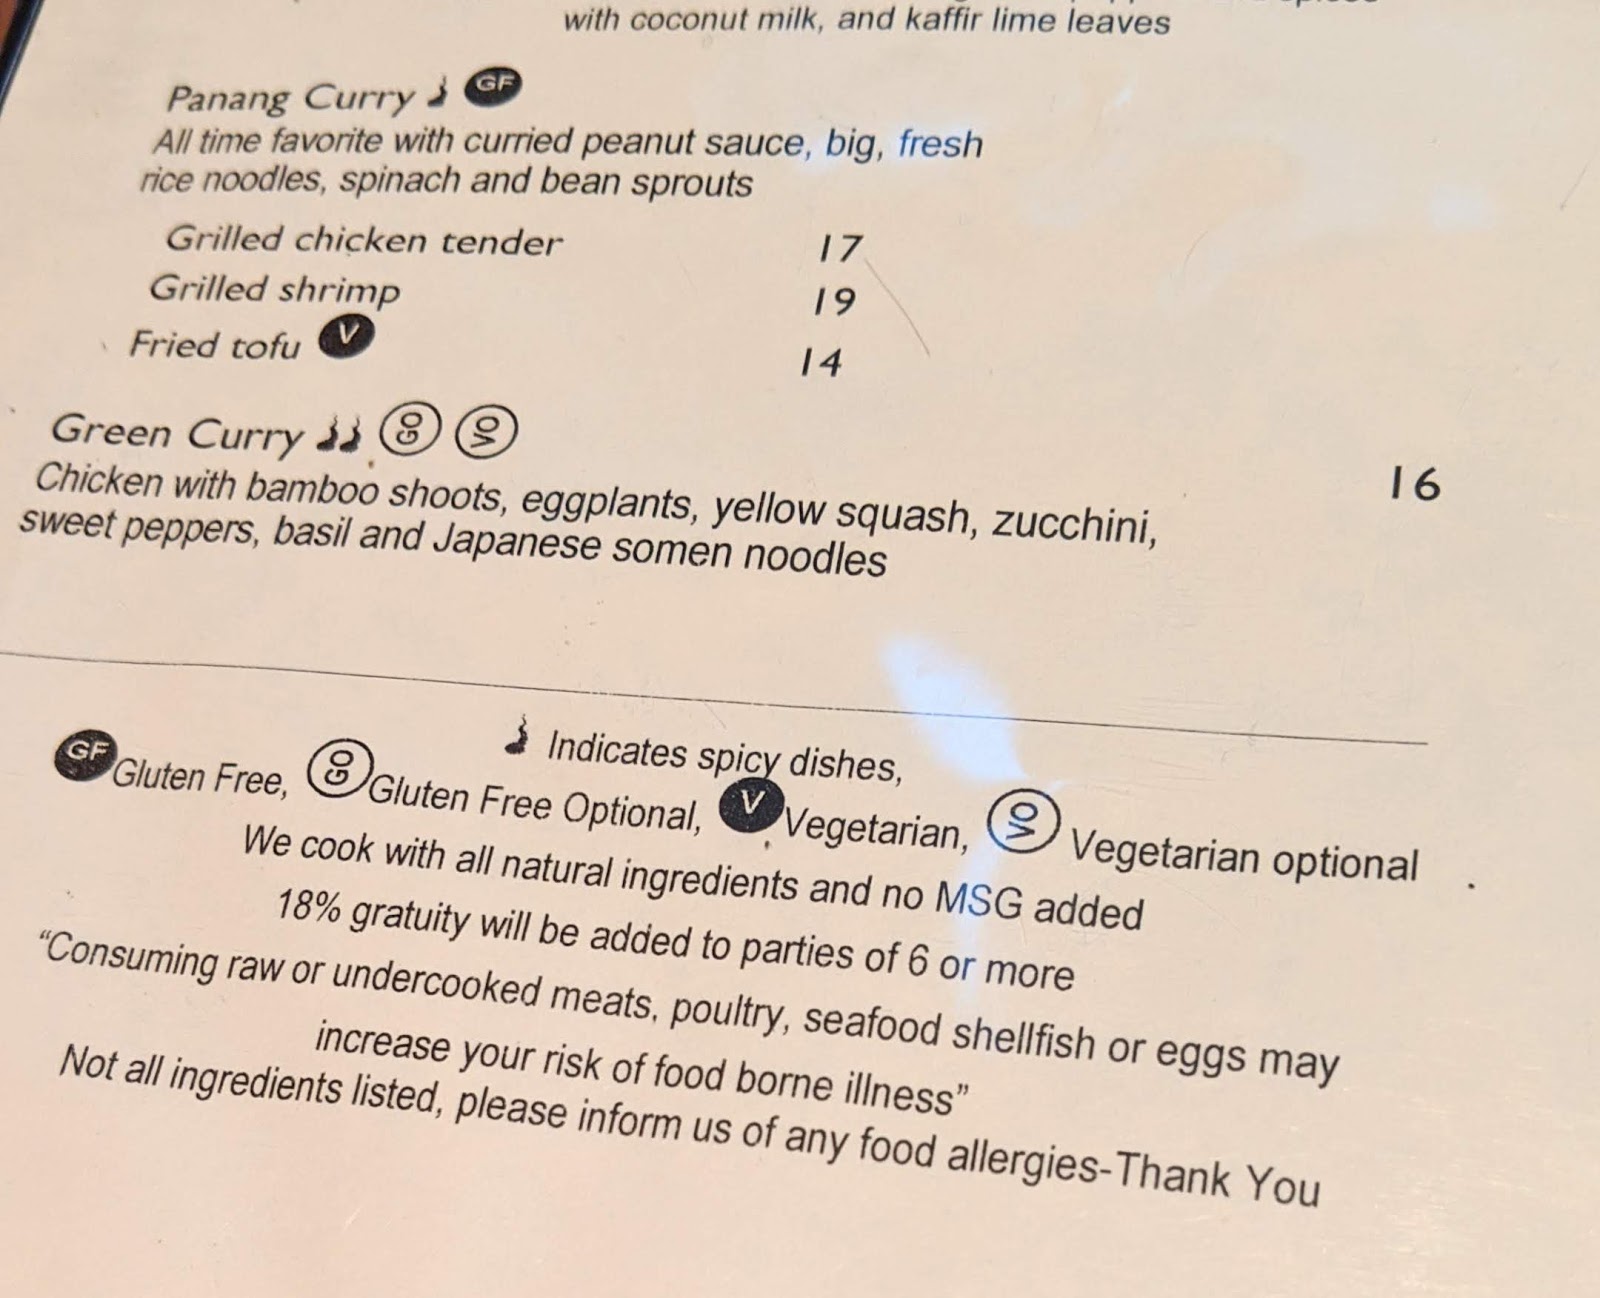 with coconut milk, and kaffir lime leaves
Panang Curry GF
All time favorite with curried peanut sauce, big, fresh
rice noodles, spinach and bean sprouts
Grilled chicken tender 17
Grilled shrimp 19
Fried tofu V 14
Green Curry GO VO
Chicken with bamboo shoots, eggplants, yellow squash, zucchini, 16
sweet peppers, basil and Japanese somen noodles
Indicates spicy dishes,
GF Gluten Free, GO Gluten Free Optional, V Vegetarian, VO Vegetarian optional
We cook with all natural ingredients and no MSG added
18% gratuity will be added to parties of 6 or more
“Consuming raw or undercooked meats, poultry, seafood shellfish or eggs may
increase your risk of food borne illness”
Not all ingredients listed, please inform us of any food allergies-Thank You